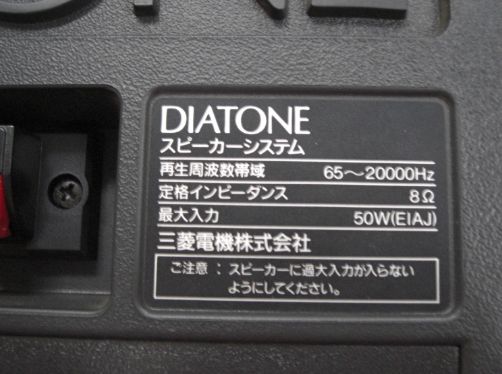 DIATONE
スピーカーシステム
再生周波数帯域 65〜20000Hz
定格インピーダンス 8Ω
最大入力 50W(EIAJ)
三菱電機株式会社
ご注意 : スピーカーに過大入力が入らない
ようにしてください。